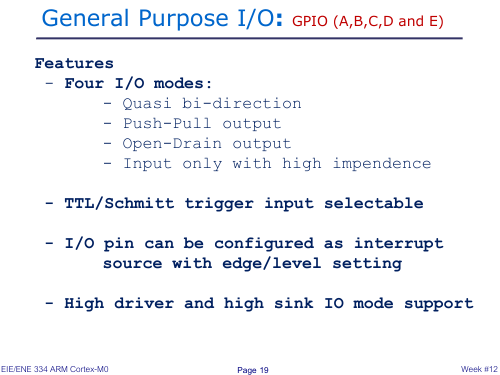 General Purpose I/O: GPIO (A,B,C,D and E)
Features
– Four I/O modes:
– Quasi bi-direction
– Push-Pull output
– Open-Drain output
– Input only with high impendence
– TTL/Schmitt trigger input selectable
– I/O pin can be configured as interrupt
source with edge/level setting
– High driver and high sink IO mode support
EIE/ENE 334 ARM Cortex-M0 Page 19 Week #12